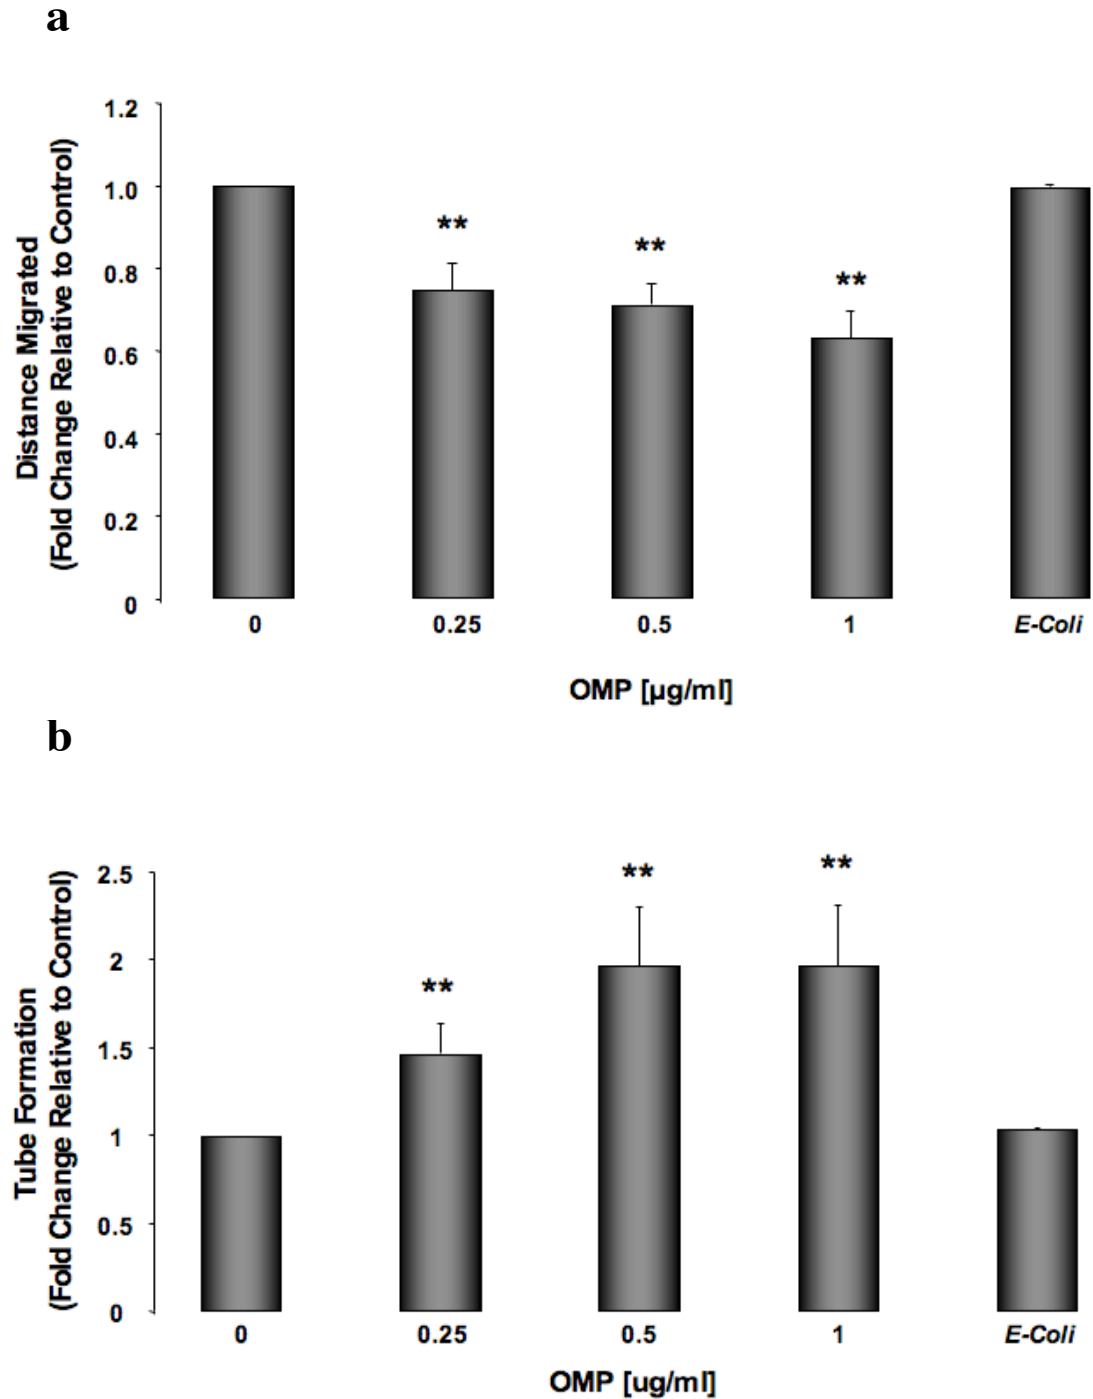 a
Distance Migrated
(Fold Change Relative to Control)
1.2
1.0
0.8
0.6
0.4
0.2
0
**
**
**
0
0.25
0.5
1
E-Coli
OMP [µg/ml]
b
Tube Formation
(Fold Change Relative to Control)
2.5
2
1.5
1
0.5
0
**
**
**
0
0.25
0.5
1
E-Coli
OMP [ug/ml]